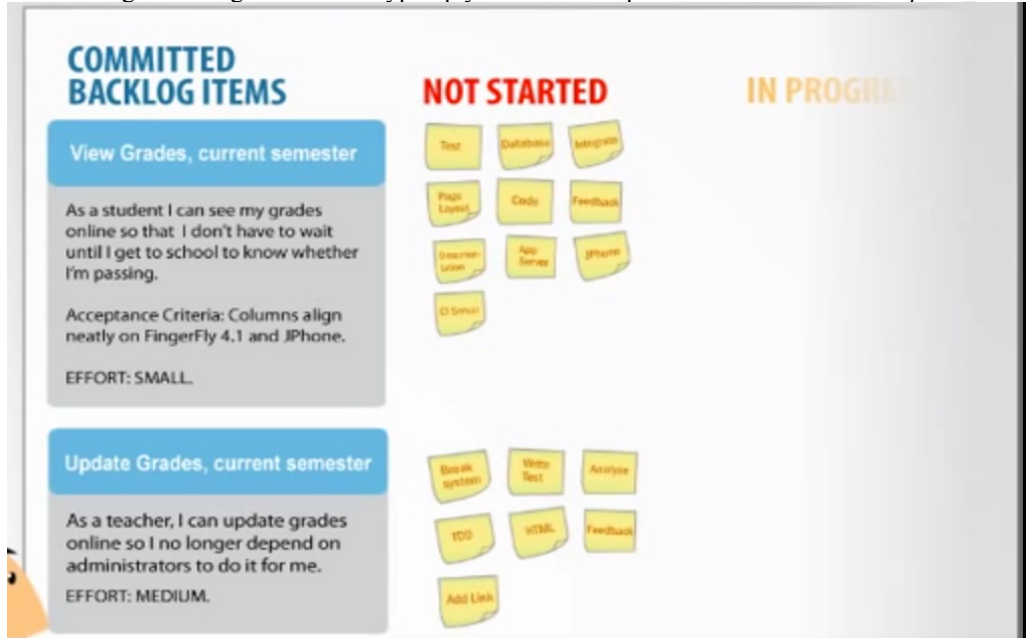 COMMITTED
BACKLOG ITEMS
NOT STARTED
IN PROGRE
View Grades, current semester
As a student I can see my grades
online so that I don't have to wait
until I get to school to know whether
I'm passing.
Acceptance Criteria: Columns align
neatly on FingerFly 4.1 and JPhone.
EFFORT: SMALL.
Test
Database
Integrate
Page
Layout
Code
Feedback
Documen-
tation
App
Server
JPhone
CI Server
Update Grades, current semester
As a teacher, I can update grades
online so I no longer depend on
administrators to do it for me.
EFFORT: MEDIUM.
Break
system
Write
Test
Analyze
HTML
Feedback
Add Link